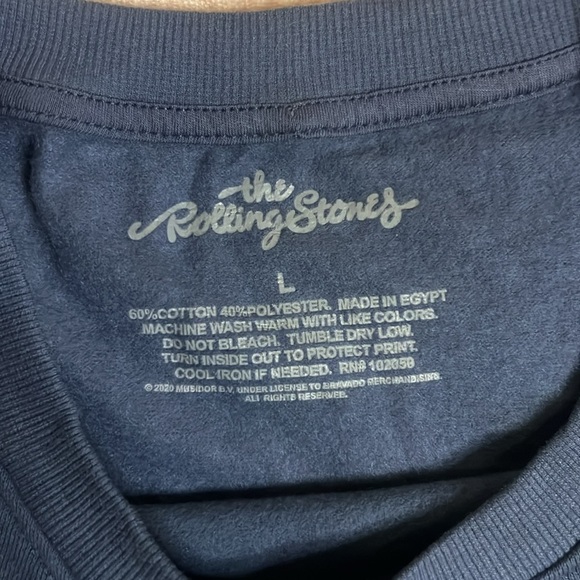 the
Rolling Stones
L
60%COTTON 40%POLYESTER. MADE IN EGYPT
MACHINE WASH WARM WITH LIKE COLORS.
DO NOT BLEACH. TUMBLE DRY LOW.
TURN INSIDE OUT TO PROTECT PRINT.
COOL IRON IF NEEDED. RN# 102059
© 2020 MUSIDOR B.V. UNDER LICENSE TO BRAVADO MERCHANDISING
ALL RIGHTS RESERVED.